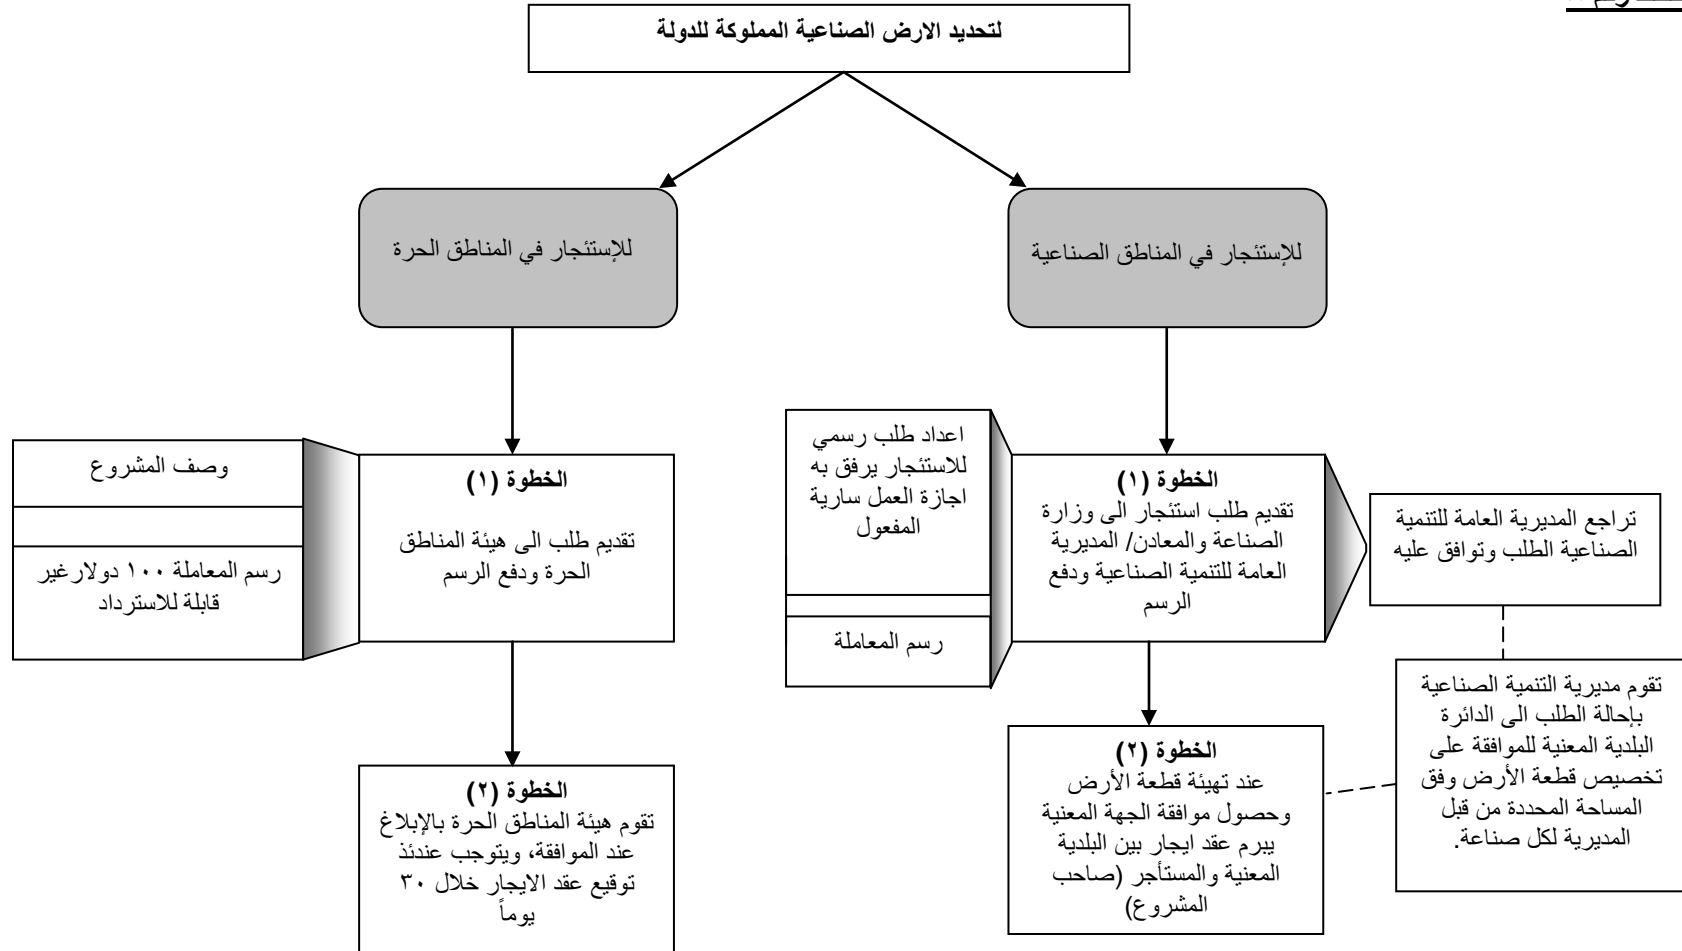 لتحديد الارض الصناعية المملوكة للدولة
للإستئجار في المناطق الصناعية
للإستئجار في المناطق الحرة
اعداد طلب رسمي
للاستئجار يرفق به
اجازة العمل سارية
المفعول
رسم المعاملة
الخطوة (١)
تقديم طلب استئجار الى وزارة
الصناعة والمعادن/ المديرية
العامة للتنمية الصناعية ودفع
الرسم
تراجع المديرية العامة للتنمية
الصناعية الطلب وتوافق عليه
تقوم مديرية التنمية الصناعية
بإحالة الطلب الى الدائرة
البلدية المعنية للموافقة على
تخصيص قطعة الأرض وفق
المساحة المحددة من قبل
المديرية لكل صناعة.
الخطوة (٢)
عند تهيئة قطعة الأرض
وحصول موافقة الجهة المعنية
يبرم عقد ايجار بين البلدية
المعنية والمستأجر (صاحب
المشروع)
وصف المشروع
رسم المعاملة ١٠٠ دولارغير
قابلة للاسترداد
الخطوة (١)
تقديم طلب الى هيئة المناطق
الحرة ودفع الرسم
الخطوة (٢)
تقوم هيئة المناطق الحرة بالإبلاغ
عند الموافقة، ويتوجب عندئذ
توقيع عقد الايجار خلال ٣٠
يوماً